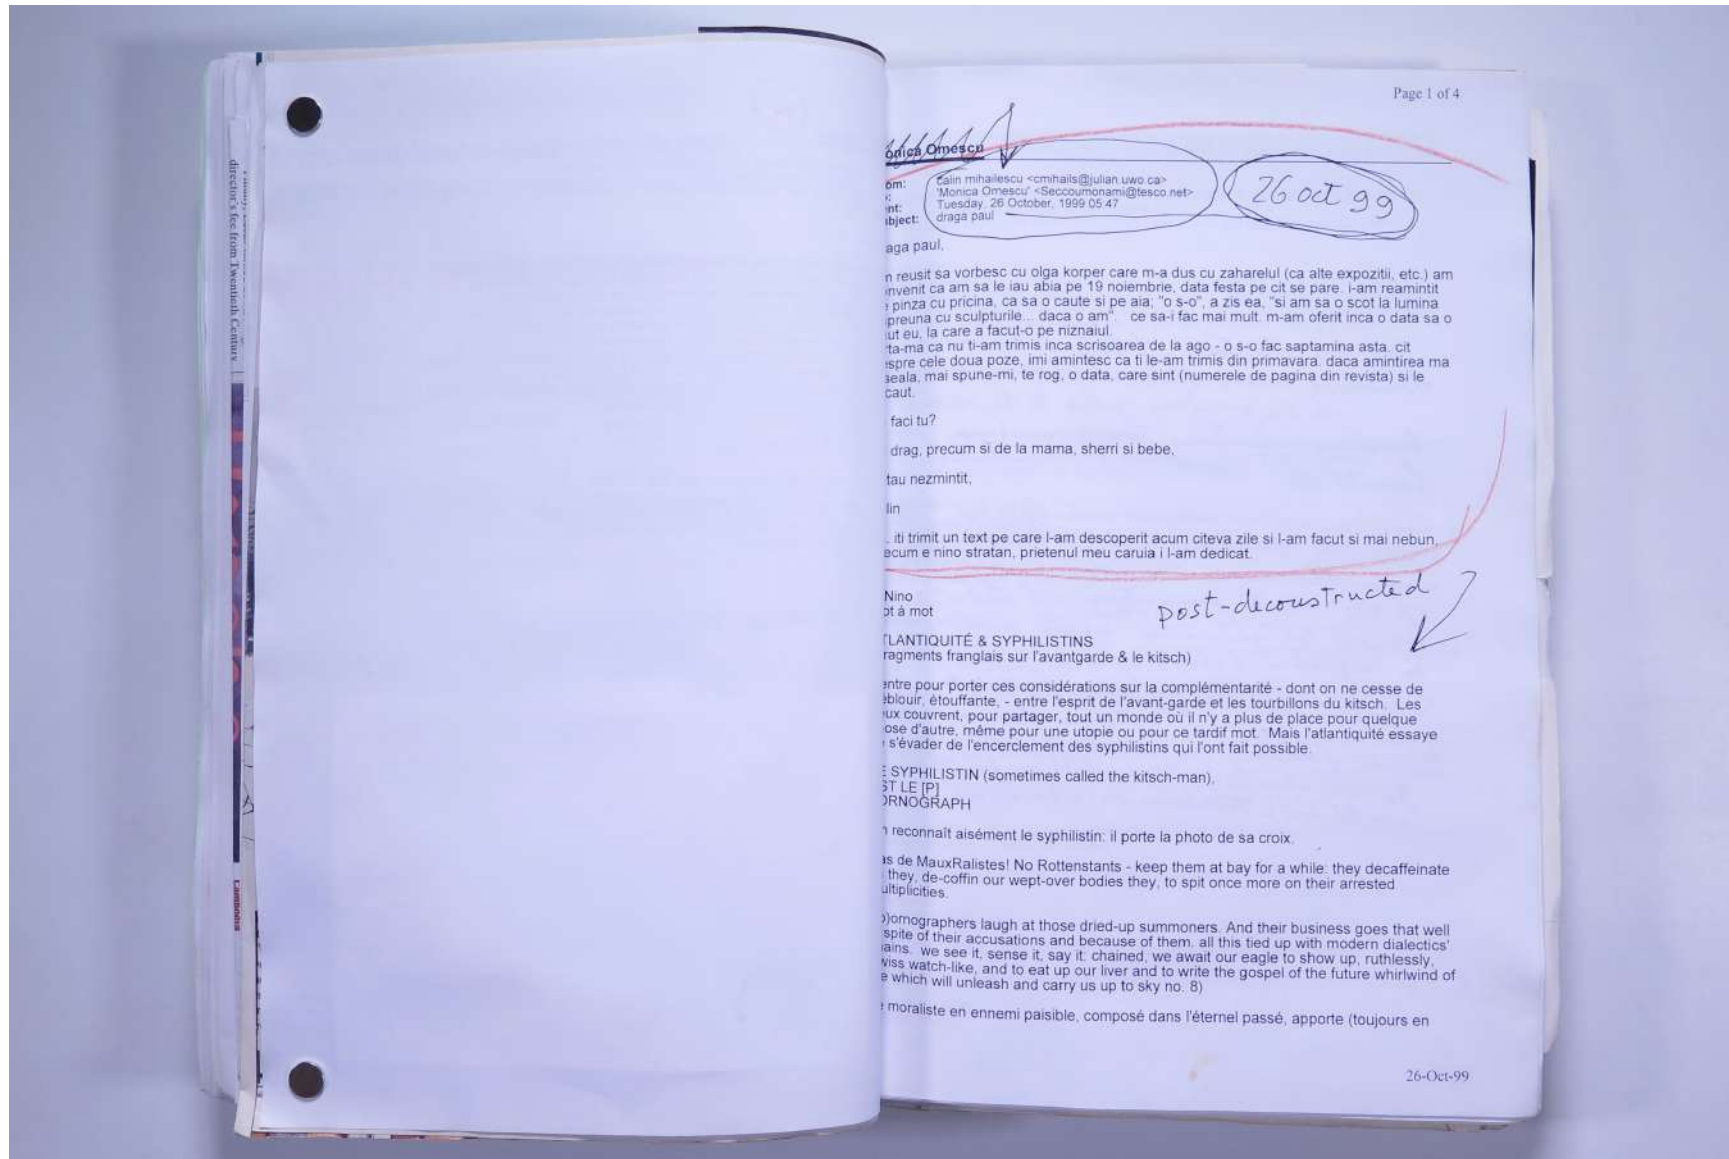 director's fee from Twentieth Century
Cambodia
Page 1 of 4
onica Omescu
om: calin mihailescu <cmihails@julian.uwo.ca>
: 'Monica Omescu' <Seccoumonami@tesco.net>
nt: Tuesday, 26 October, 1999 05:47
ubject: draga paul
26 oct 99
aga paul,
n reusit sa vorbesc cu olga korper care m-a dus cu zaharelul (ca alte expozitii, etc.) am
nvenit ca am sa le iau abia pe 19 noiembrie, data festa pe cit se pare. i-am reamintit
e pinza cu pricina, ca sa o caute si pe aia; "o s-o", a zis ea, "si am sa o scot la lumina
preuna cu sculpturile... daca o am". ce sa-i fac mai mult. m-am oferit inca o data sa o
ut eu, la care a facut-o pe niznaiul.
ta-ma ca nu ti-am trimis inca scrisoarea de la ago - o s-o fac saptamina asta. cit
spre cele doua poze, imi amintesc ca ti le-am trimis din primavara. daca amintirea ma
seala, mai spune-mi, te rog, o data, care sint (numerele de pagina din revista) si le
caut.
faci tu?
drag, precum si de la mama, sherri si bebe,
tau nezmintit,
lin
. iti trimit un text pe care l-am descoperit acum citeva zile si l-am facut si mai nebun,
ecum e nino stratan, prietenul meu caruia i l-am dedicat.
Nino
ot à mot
post-deconstructed
TLANTIQUITÉ & SYPHILISTINS
ragments franglais sur l'avantgarde & le kitsch)
entre pour porter ces considérations sur la complémentarité - dont on ne cesse de
éblouir, étouffante, - entre l'esprit de l'avant-garde et les tourbillons du kitsch. Les
ux couvrent, pour partager, tout un monde où il n'y a plus de place pour quelque
ose d'autre, même pour une utopie ou pour ce tardif mot. Mais l'atlantiquité essaye
s'évader de l'encerclement des syphilistins qui l'ont fait possible.
E SYPHILISTIN (sometimes called the kitsch-man),
ST LE [P]
ORNOGRAPH
n reconnaît aisément le syphilistin: il porte la photo de sa croix.
as de MauxRalistes! No Rottenstants - keep them at bay for a while: they decaffeinate
they, de-coffin our wept-over bodies they, to spit once more on their arrested
ultiplicities.
p)ornographers laugh at those dried-up summoners. And their business goes that well
spite of their accusations and because of them. all this tied up with modern dialectics'
ains. we see it, sense it, say it: chained, we await our eagle to show up, ruthlessly,
wiss watch-like, and to eat up our liver and to write the gospel of the future whirlwind of
e which will unleash and carry us up to sky no. 8)
e moraliste en ennemi paisible, composé dans l'éternel passé, apporte (toujours en
26-Oct-99